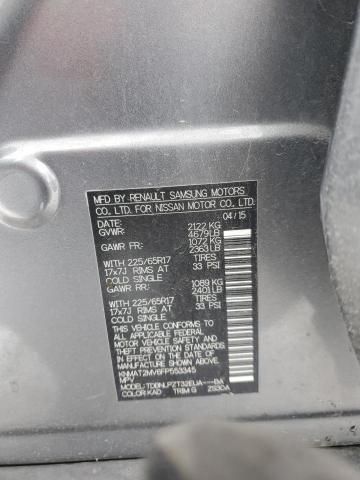 MFD BY RENAULT SAMSUNG MOTORS
CO., LTD. FOR NISSAN MOTOR CO., LTD.
DATE: 04/15
GVWR: 2122 KG
4679LB
GAWR FR: 1072 KG
2363LB
WITH 225/65R17 TIRES
17x7J RIMS AT 33 PSI
COLD SINGLE
GAWR RR: 1089 KG
2401LB
WITH 225/65R17 TIRES
17x7J RIMS AT 33 PSI
COLD SINGLE
THIS VEHICLE CONFORMS TO
ALL APPLICABLE FEDERAL
MOTOR VEHICLE SAFETY AND
THEFT PREVENTION
STANDARDS IN EFFECT ON
THE DATE OF MANUFACTURE
SHOWN ABOVE.
KNMAT2MV6FP553345
MPV
MODEL: TDBNLPZT32EUA----BA
COLOR KAD TRIM G ZS30A